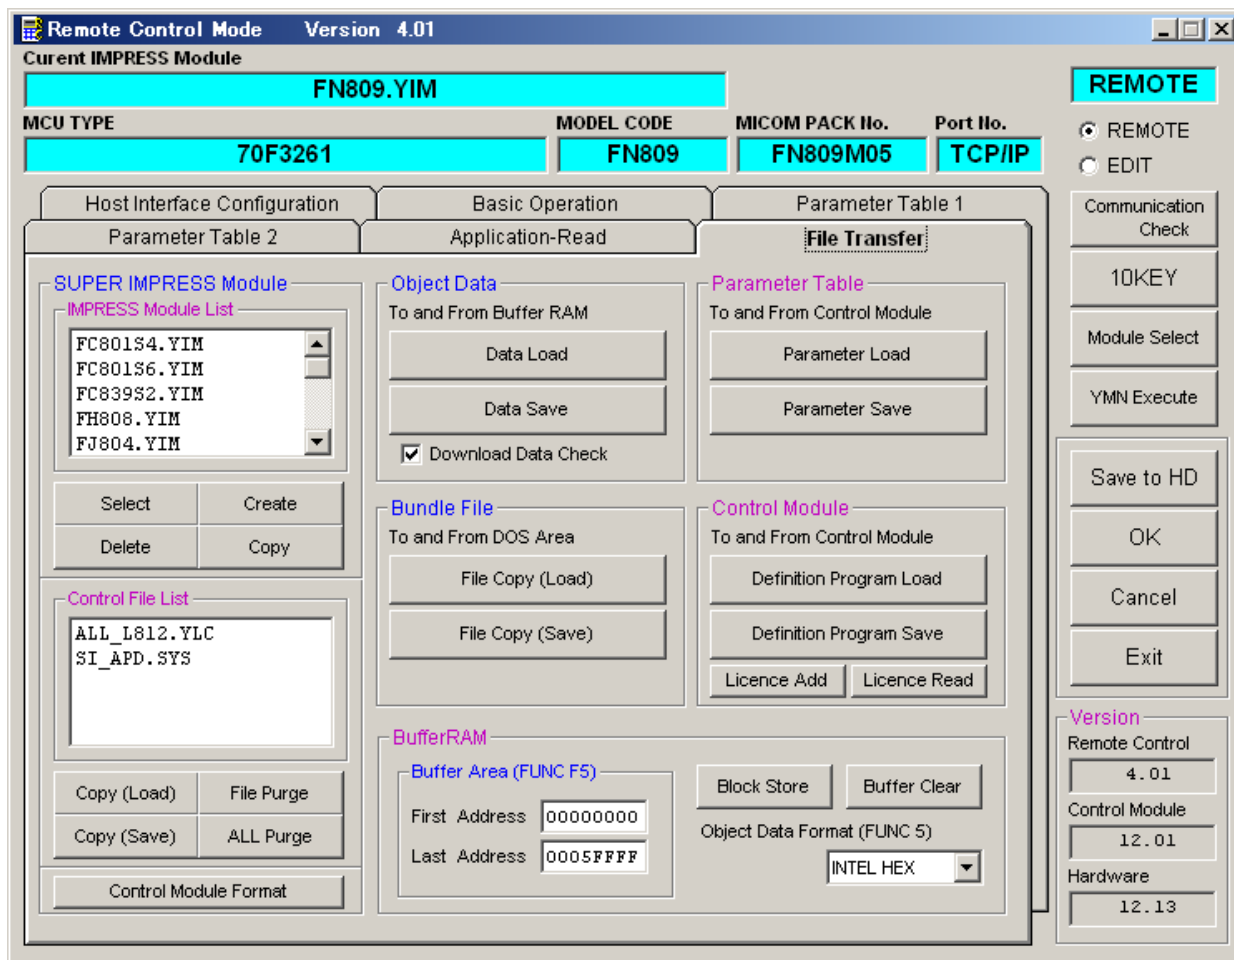 Remote Control Mode Version 4.01
Curent IMPRESS Module
FN809.YIM
REMOTE
MCU TYPE
MODEL CODE
MICOM PACK No.
Port No.
70F3261
FN809
FN809M05
TCP/IP
REMOTE
EDIT
Host Interface Configuration
Basic Operation
Parameter Table 1
Parameter Table 2
Application-Read
File Transfer
SUPER IMPRESS Module
IMPRESS Module List
FC801S4.YIM
FC801S6.YIM
FC839S2.YIM
FH808.YIM
FJ804.YIM
Select
Create
Delete
Copy
Control File List
ALL_L812.YLC
SI_APD.SYS
Copy (Load)
File Purge
Copy (Save)
ALL Purge
Control Module Format
Object Data
To and From Buffer RAM
Data Load
Data Save
Download Data Check
Parameter Table
To and From Control Module
Parameter Load
Parameter Save
Bundle File
To and From DOS Area
File Copy (Load)
File Copy (Save)
Control Module
To and From Control Module
Definition Program Load
Definition Program Save
Licence Add
Licence Read
BufferRAM
Buffer Area (FUNC F5)
First Address
00000000
Last Address
0005FFFF
Block Store
Buffer Clear
Object Data Format (FUNC 5)
INTEL HEX
Communication
Check
10KEY
Module Select
YMN Execute
Save to HD
OK
Cancel
Exit
Version
Remote Control
4.01
Control Module
12.01
Hardware
12.13